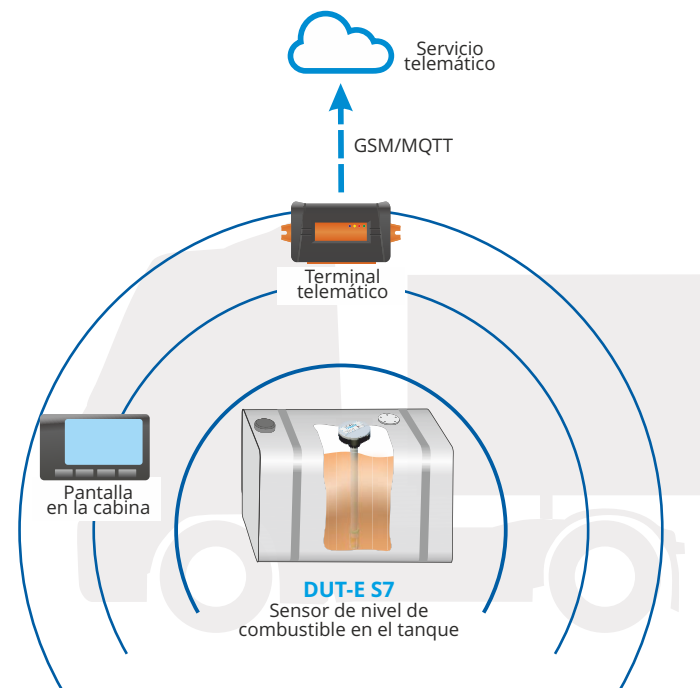 Servicio
telemático
GSM/MQTT
Terminal
telemático
Pantalla
en la cabina
DUT-E S7
Sensor de nivel de
combustible en el tanque